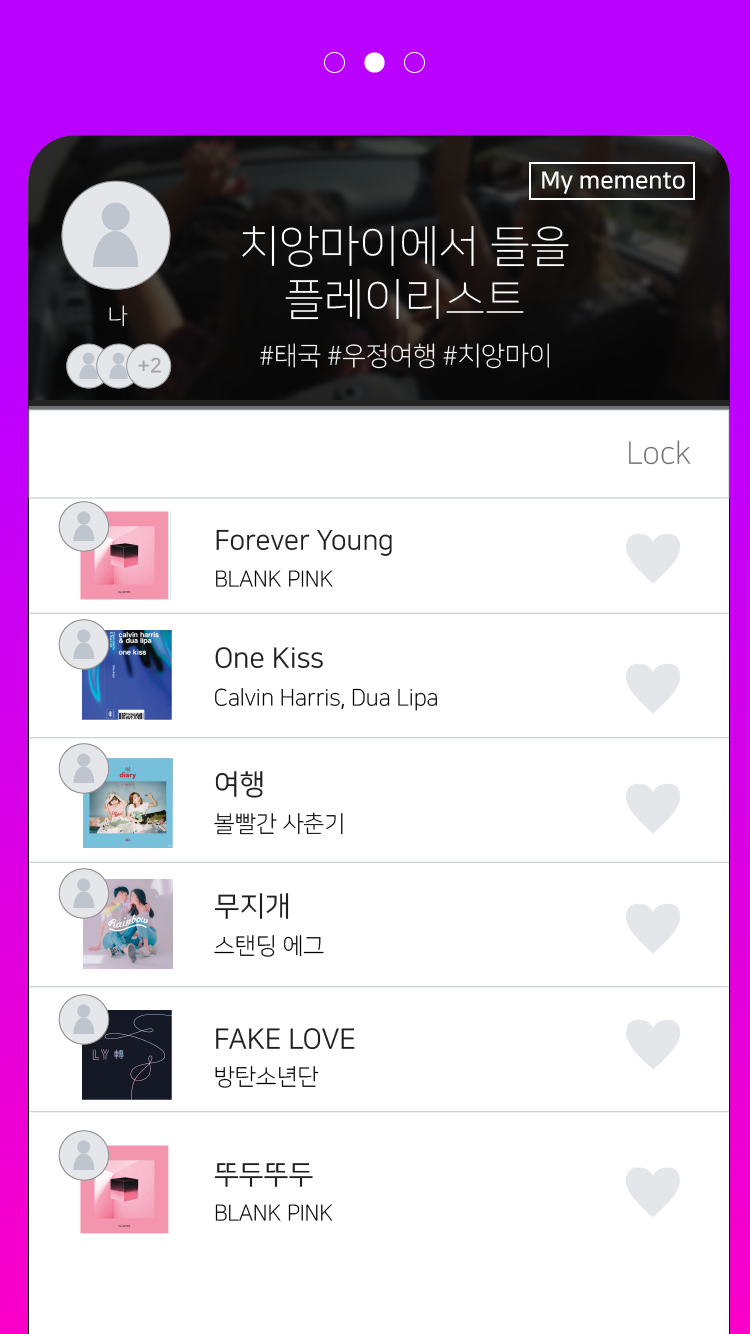 My memento
치앙마이에서 들을
플레이리스트
나
+2
#태국 #우정여행 #치앙마이
Lock
Forever Young
BLANK PINK
calvin harris
& dua lipa
one kiss
One Kiss
Calvin Harris, Dua Lipa
diary
여행
볼빨간 사춘기
Rainbow
무지개
스탠딩 에그
LY 轉
FAKE LOVE
방탄소년단
뚜두뚜두
BLANK PINK